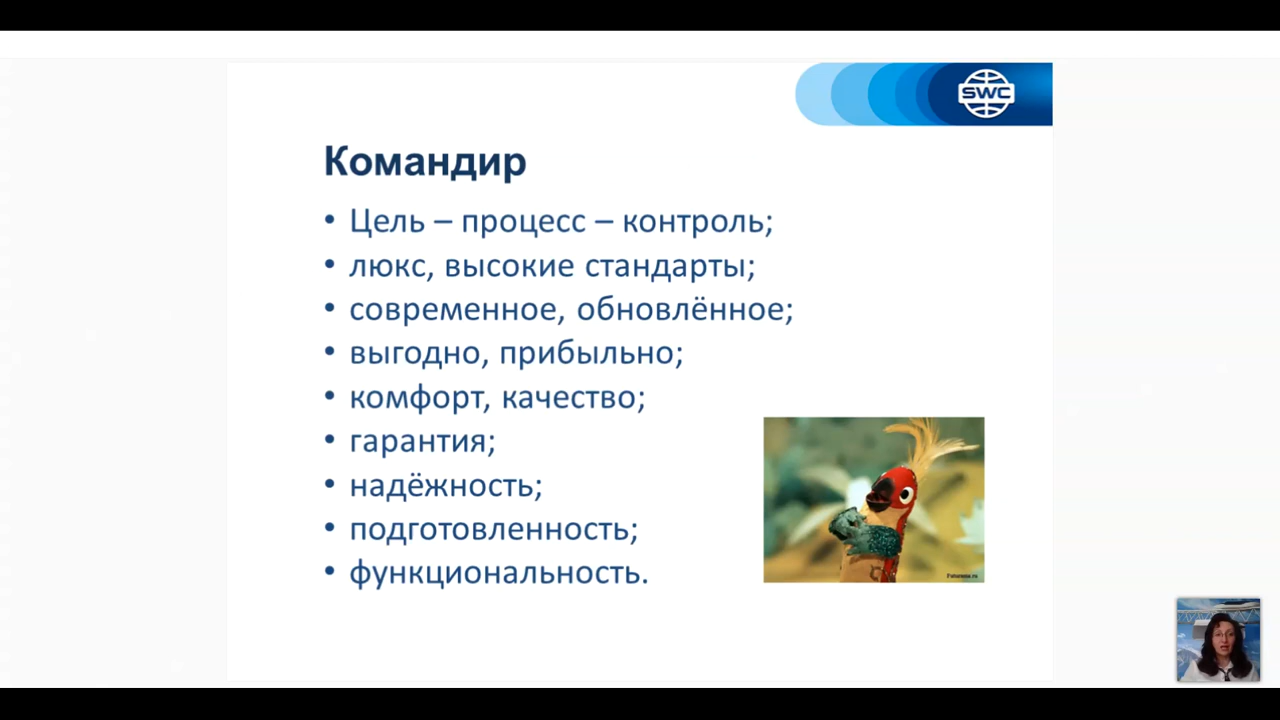 SWC
Командир
• Цель – процесс – контроль;
• люкс, высокие стандарты;
• современное, обновлённое;
• выгодно, прибыльно;
• комфорт, качество;
• гарантия;
• надёжность;
• подготовленность;
• функциональность.